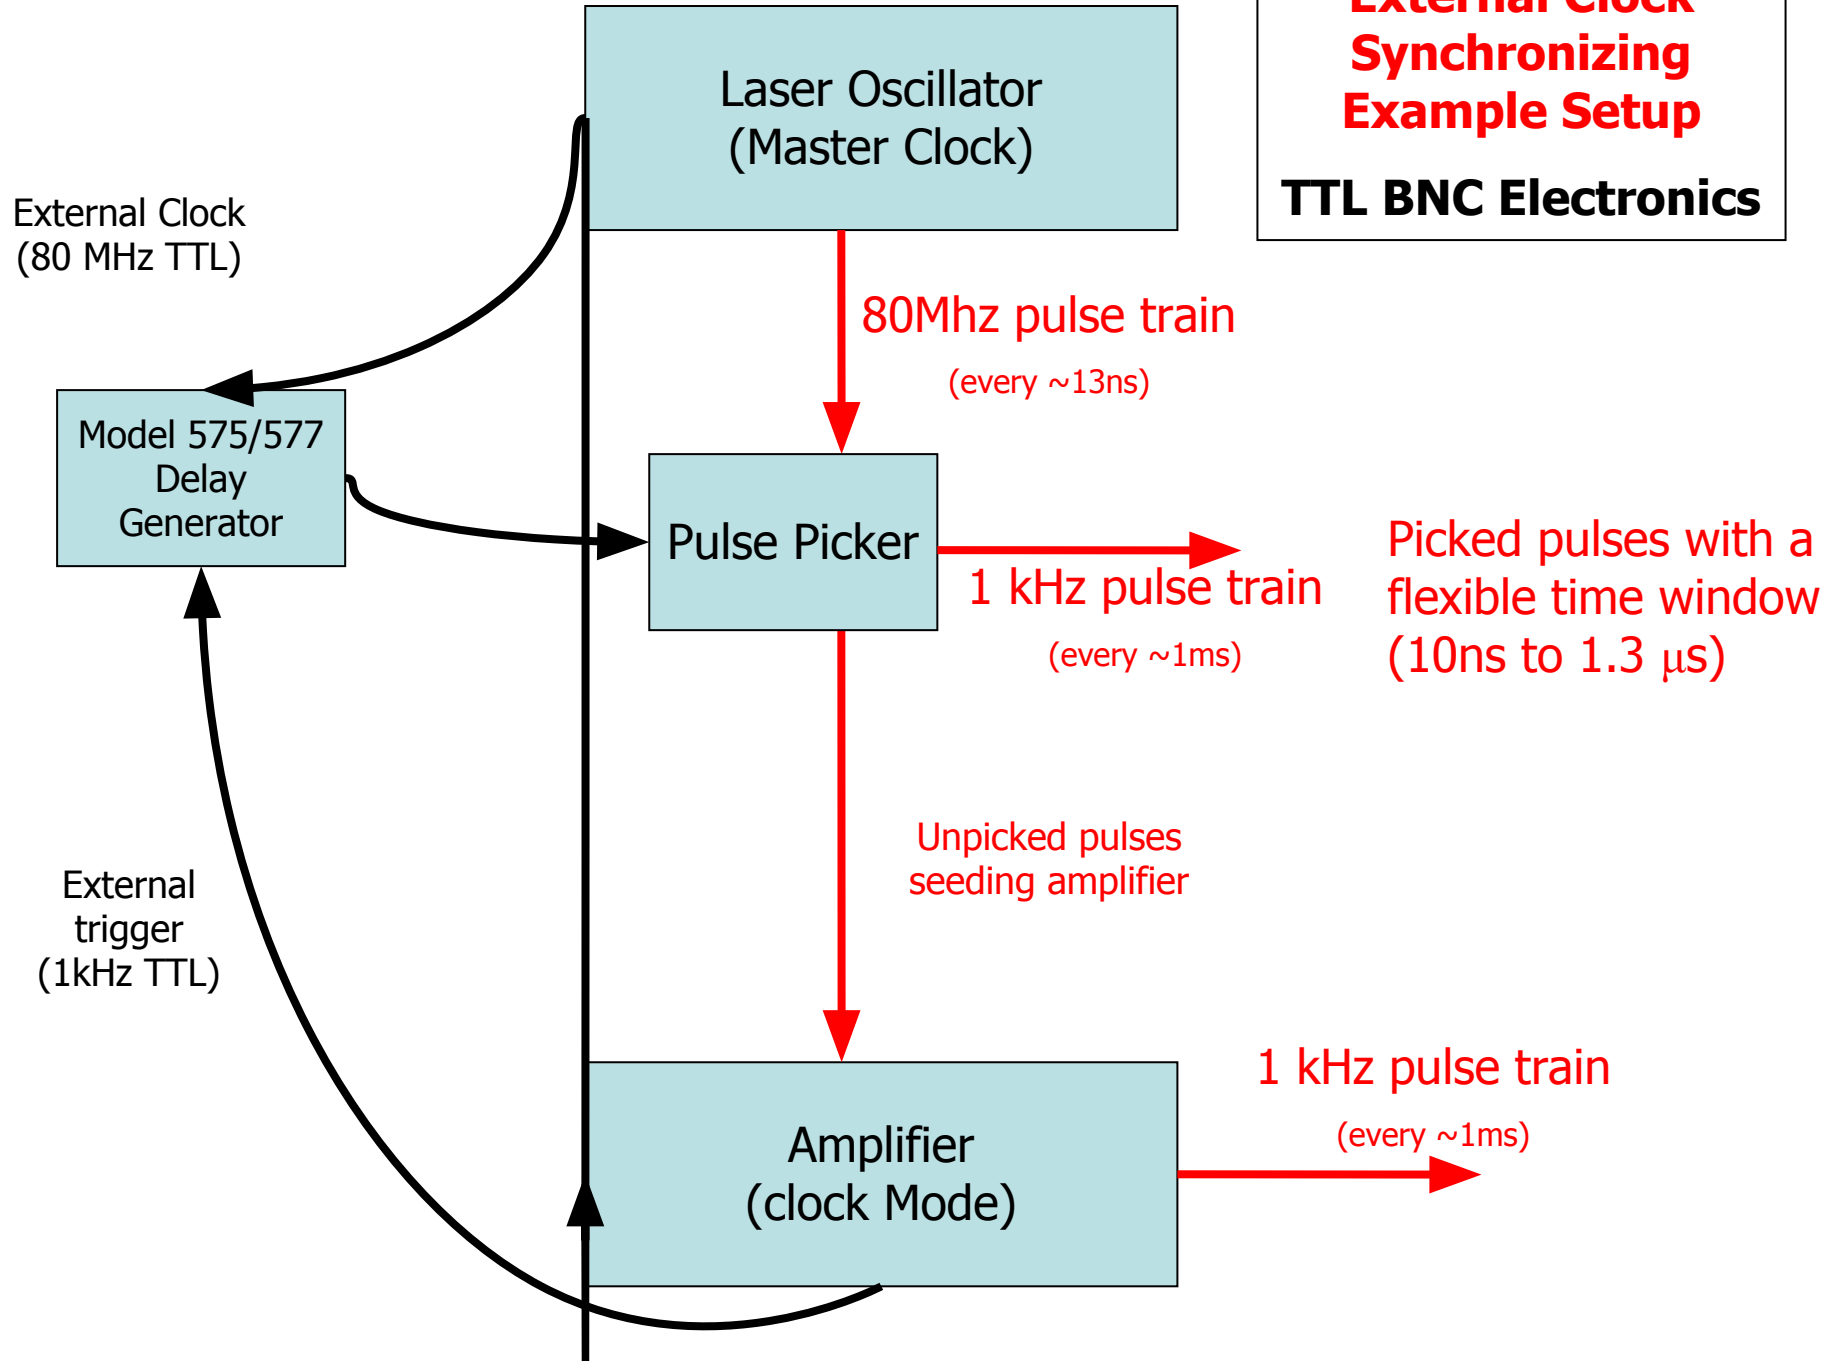 External Clock
Synchronizing
Example Setup
TTL BNC Electronics
Laser Oscillator
(Master Clock)
External Clock
(80 MHz TTL)
80Mhz pulse train
(every ~13ns)
Model 575/577
Delay
Generator
Pulse Picker
1 kHz pulse train
(every ~1ms)
Picked pulses with a
flexible time window
(10ns to 1.3 μs)
Unpicked pulses
seeding amplifier
External
trigger
(1kHz TTL)
Amplifier
(clock Mode)
1 kHz pulse train
(every ~1ms)